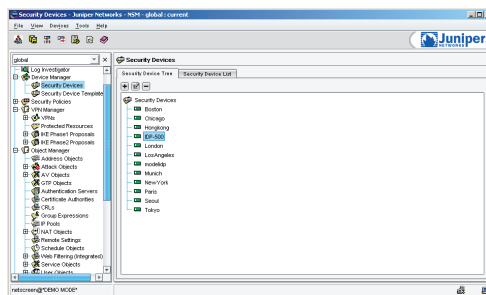 Security Devices - Juniper Networks - NSM - global : current
File View Devices Tools Help
Juniper
NETWORKS
global
Security Devices
Log Investigator
Device Manager
Security Devices
Security Device Template
Security Policies
VPN Manager
VPNs
Protected Resources
IKE Phase1 Proposals
IKE Phase2 Proposals
Object Manager
Address Objects
Attack Objects
AV Objects
GTP Objects
Authentication Servers
Certificate Authorities
CRLs
Group Expressions
IP Pools
NAT Objects
Remote Settings
Schedule Objects
Web Filtering (Integrated)
Service Objects
User Objects
Security Device Tree Security Device List
Security Devices
Boston
Chicago
Hongkong
IDP-500
London
LosAngeles
modelidp
Munich
NewYork
Paris
Seoul
Tokyo
netscreen@*DEMO MODE*